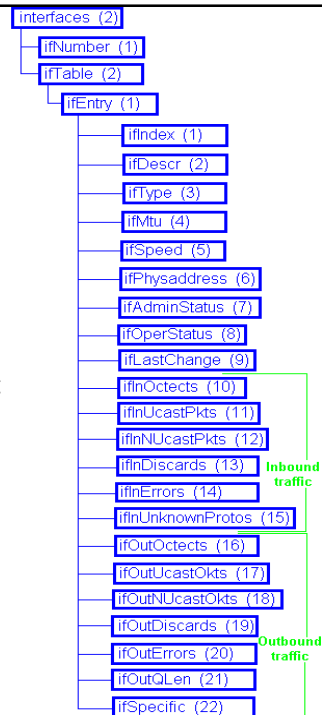 interfaces (2)
ifNumber (1)
ifTable (2)
ifEntry (1)
ifIndex (1)
ifDescr (2)
ifType (3)
ifMtu (4)
ifSpeed (5)
ifPhysaddress (6)
ifAdminStatus (7)
ifOperStatus (8)
ifLastChange (9)
ifInOctects (10)
ifInUcastPkts (11)
ifInNUcastPkts (12)
ifInDiscards (13)
ifInErrors (14)
ifInUnknownProtos (15)
Inbound
traffic
ifOutOctects (16)
ifOutUcastOkts (17)
ifOutNUcastOkts (18)
ifOutDiscards (19)
ifOutErrors (20)
ifOutQLen (21)
ifSpecific (22)
Outbound
traffic